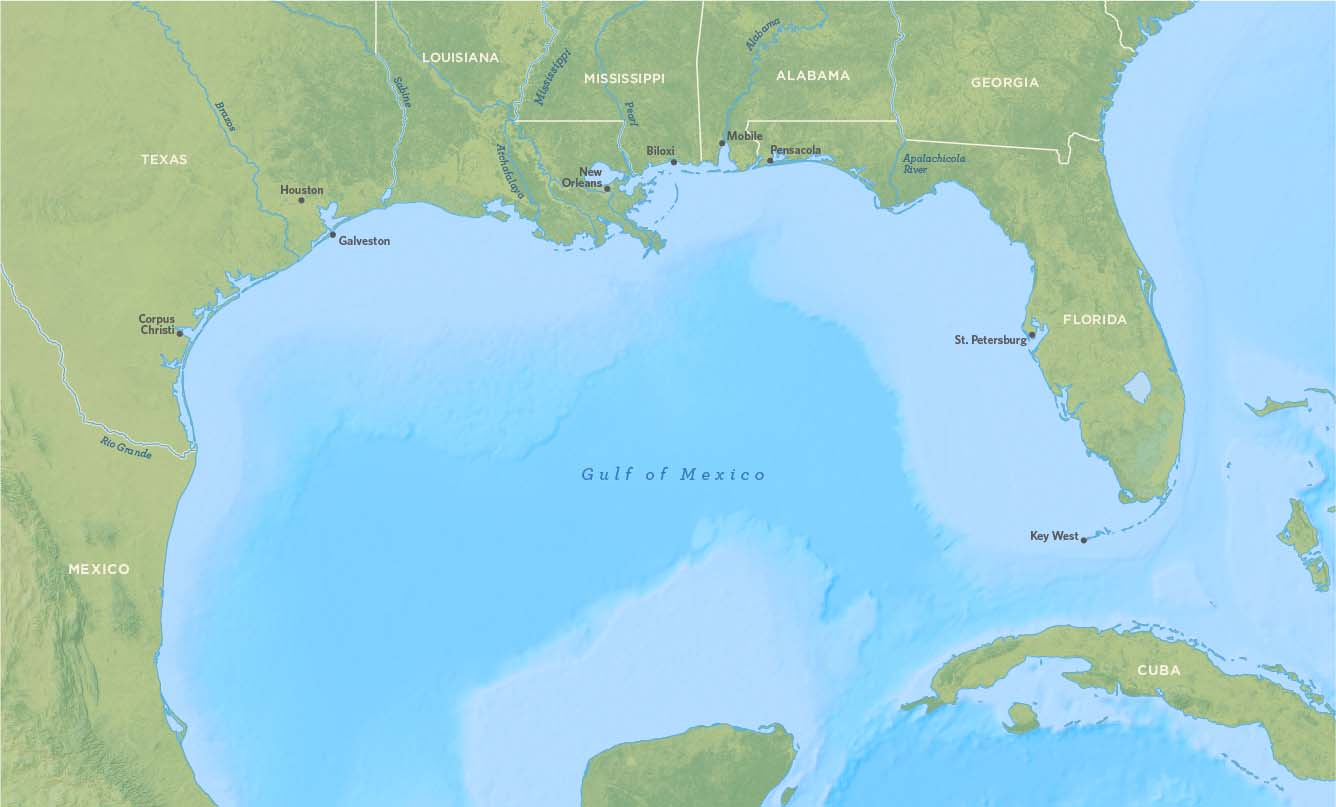 LOUISIANA
Mississippi
MISSISSIPPI
Alabama
ALABAMA
GEORGIA
Sabine
Brazos
Pearl
TEXAS
Atchafalaya
Mobile
Biloxi
Pensacola
Apalachicola
River
New
Orleans
Houston
Galveston
Corpus
Christi
FLORIDA
St. Petersburg
Rio Grande
Gulf of Mexico
Key West
MEXICO
CUBA